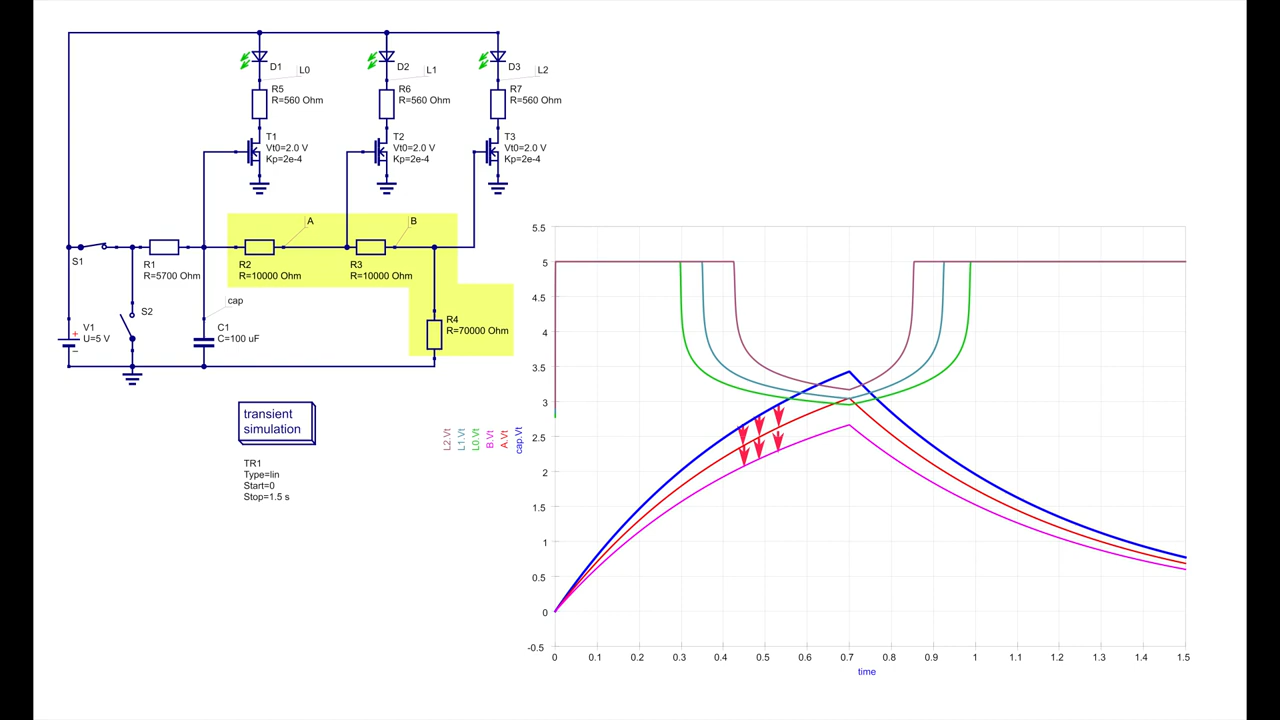 D1
L0
D2
L1
D3
L2
R5
R=560 Ohm
R6
R=560 Ohm
R7
R=560 Ohm
T1
Vt0=2.0 V
Kp=2e-4
T2
Vt0=2.0 V
Kp=2e-4
T3
Vt0=2.0 V
Kp=2e-4
A
B
S1
R1
R=5700 Ohm
R2
R=10000 Ohm
R3
R=10000 Ohm
cap
S2
V1
U=5 V
+
−
C1
C=100 uF
R4
R=70000 Ohm
transient
simulation
TR1
Type=lin
Start=0
Stop=1.5 s
L2.Vt
L1.Vt
L0.Vt
B.Vt
A.Vt
cap.Vt
5.5
5
4.5
4
3.5
3
2.5
2
1.5
1
0.5
0
-0.5
0 0.1 0.2 0.3 0.4 0.5 0.6 0.7 0.8 0.9 1 1.1 1.2 1.3 1.4 1.5
time